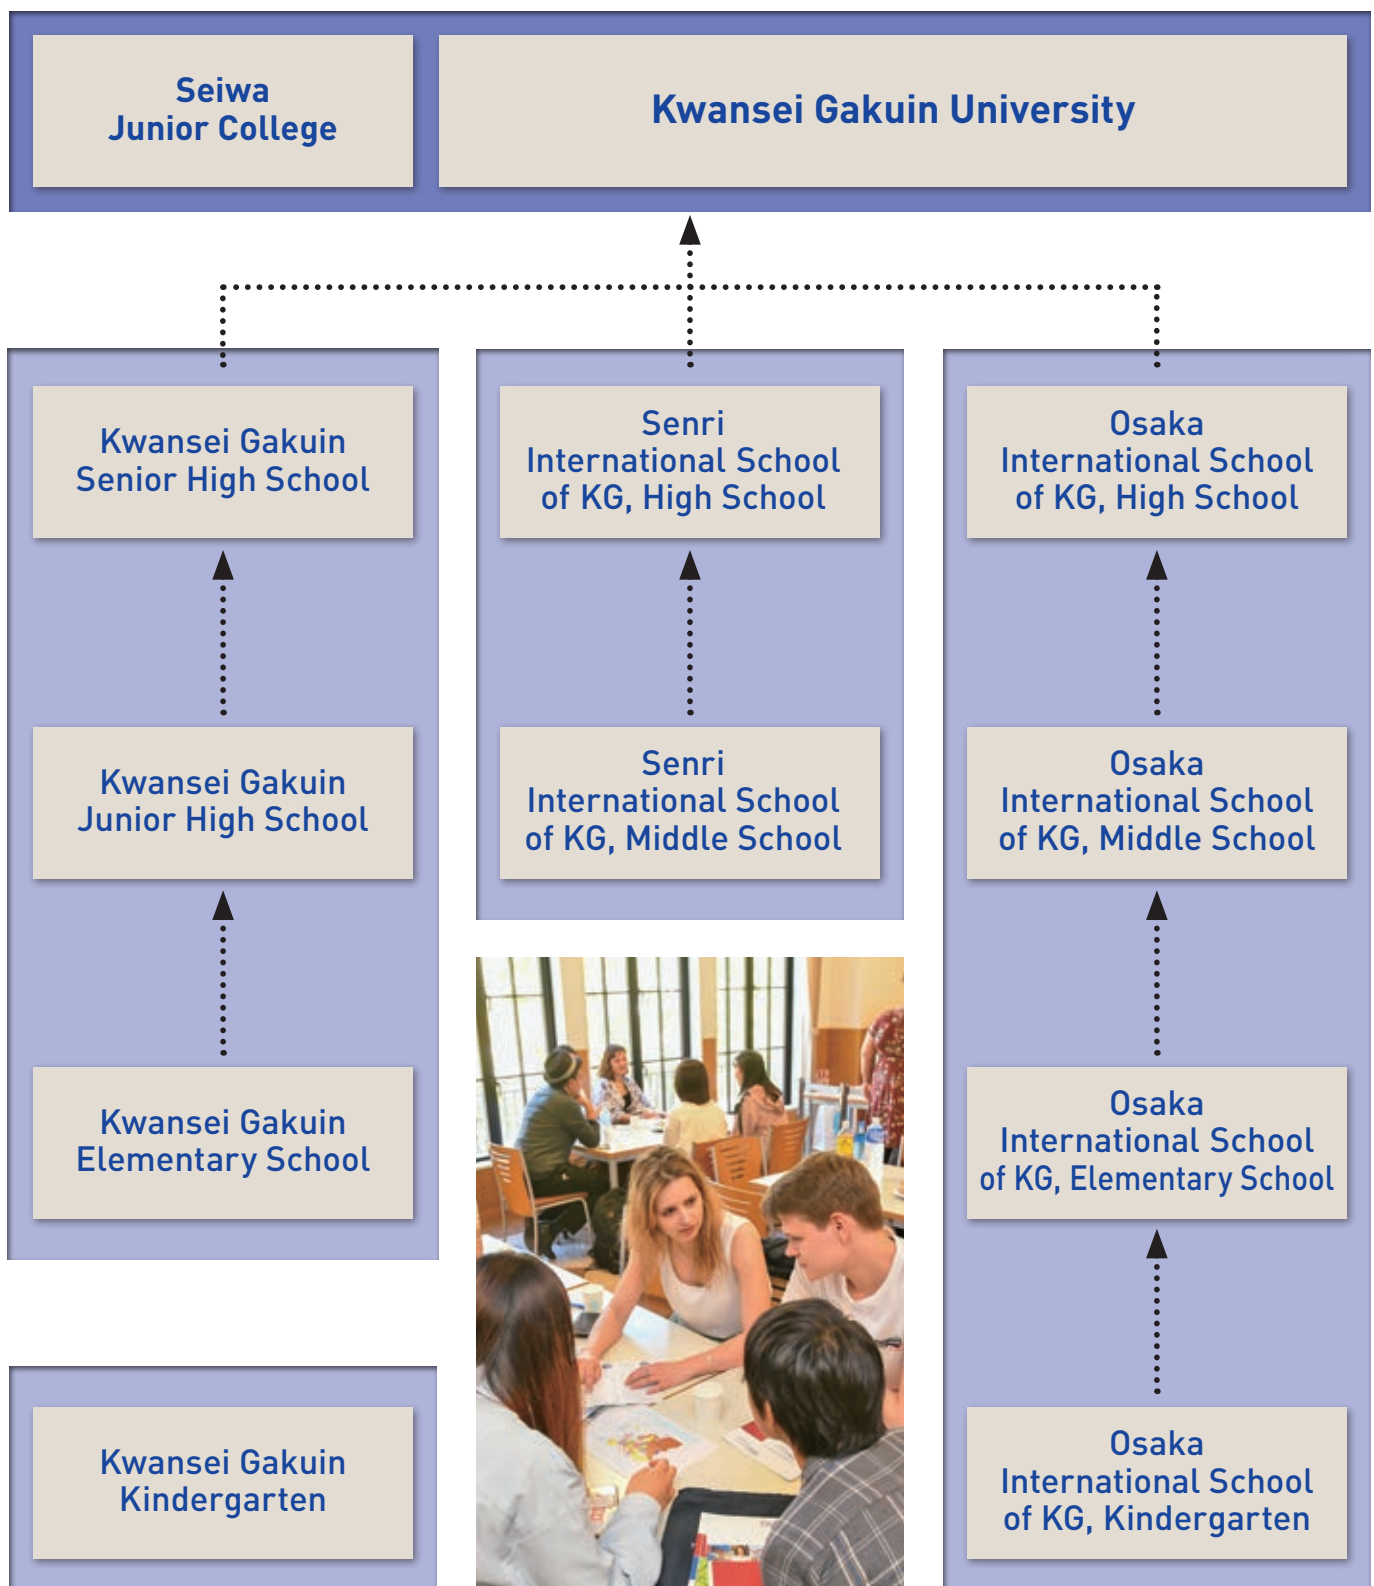 Seiwa
Junior College
Kwansei Gakuin University
Kwansei Gakuin
Senior High School
Senri
International School
of KG, High School
Osaka
International School
of KG, High School
Kwansei Gakuin
Junior High School
Senri
International School
of KG, Middle School
Osaka
International School
of KG, Middle School
Kwansei Gakuin
Elementary School
Osaka
International School
of KG, Elementary School
Kwansei Gakuin
Kindergarten
Osaka
International School
of KG, Kindergarten